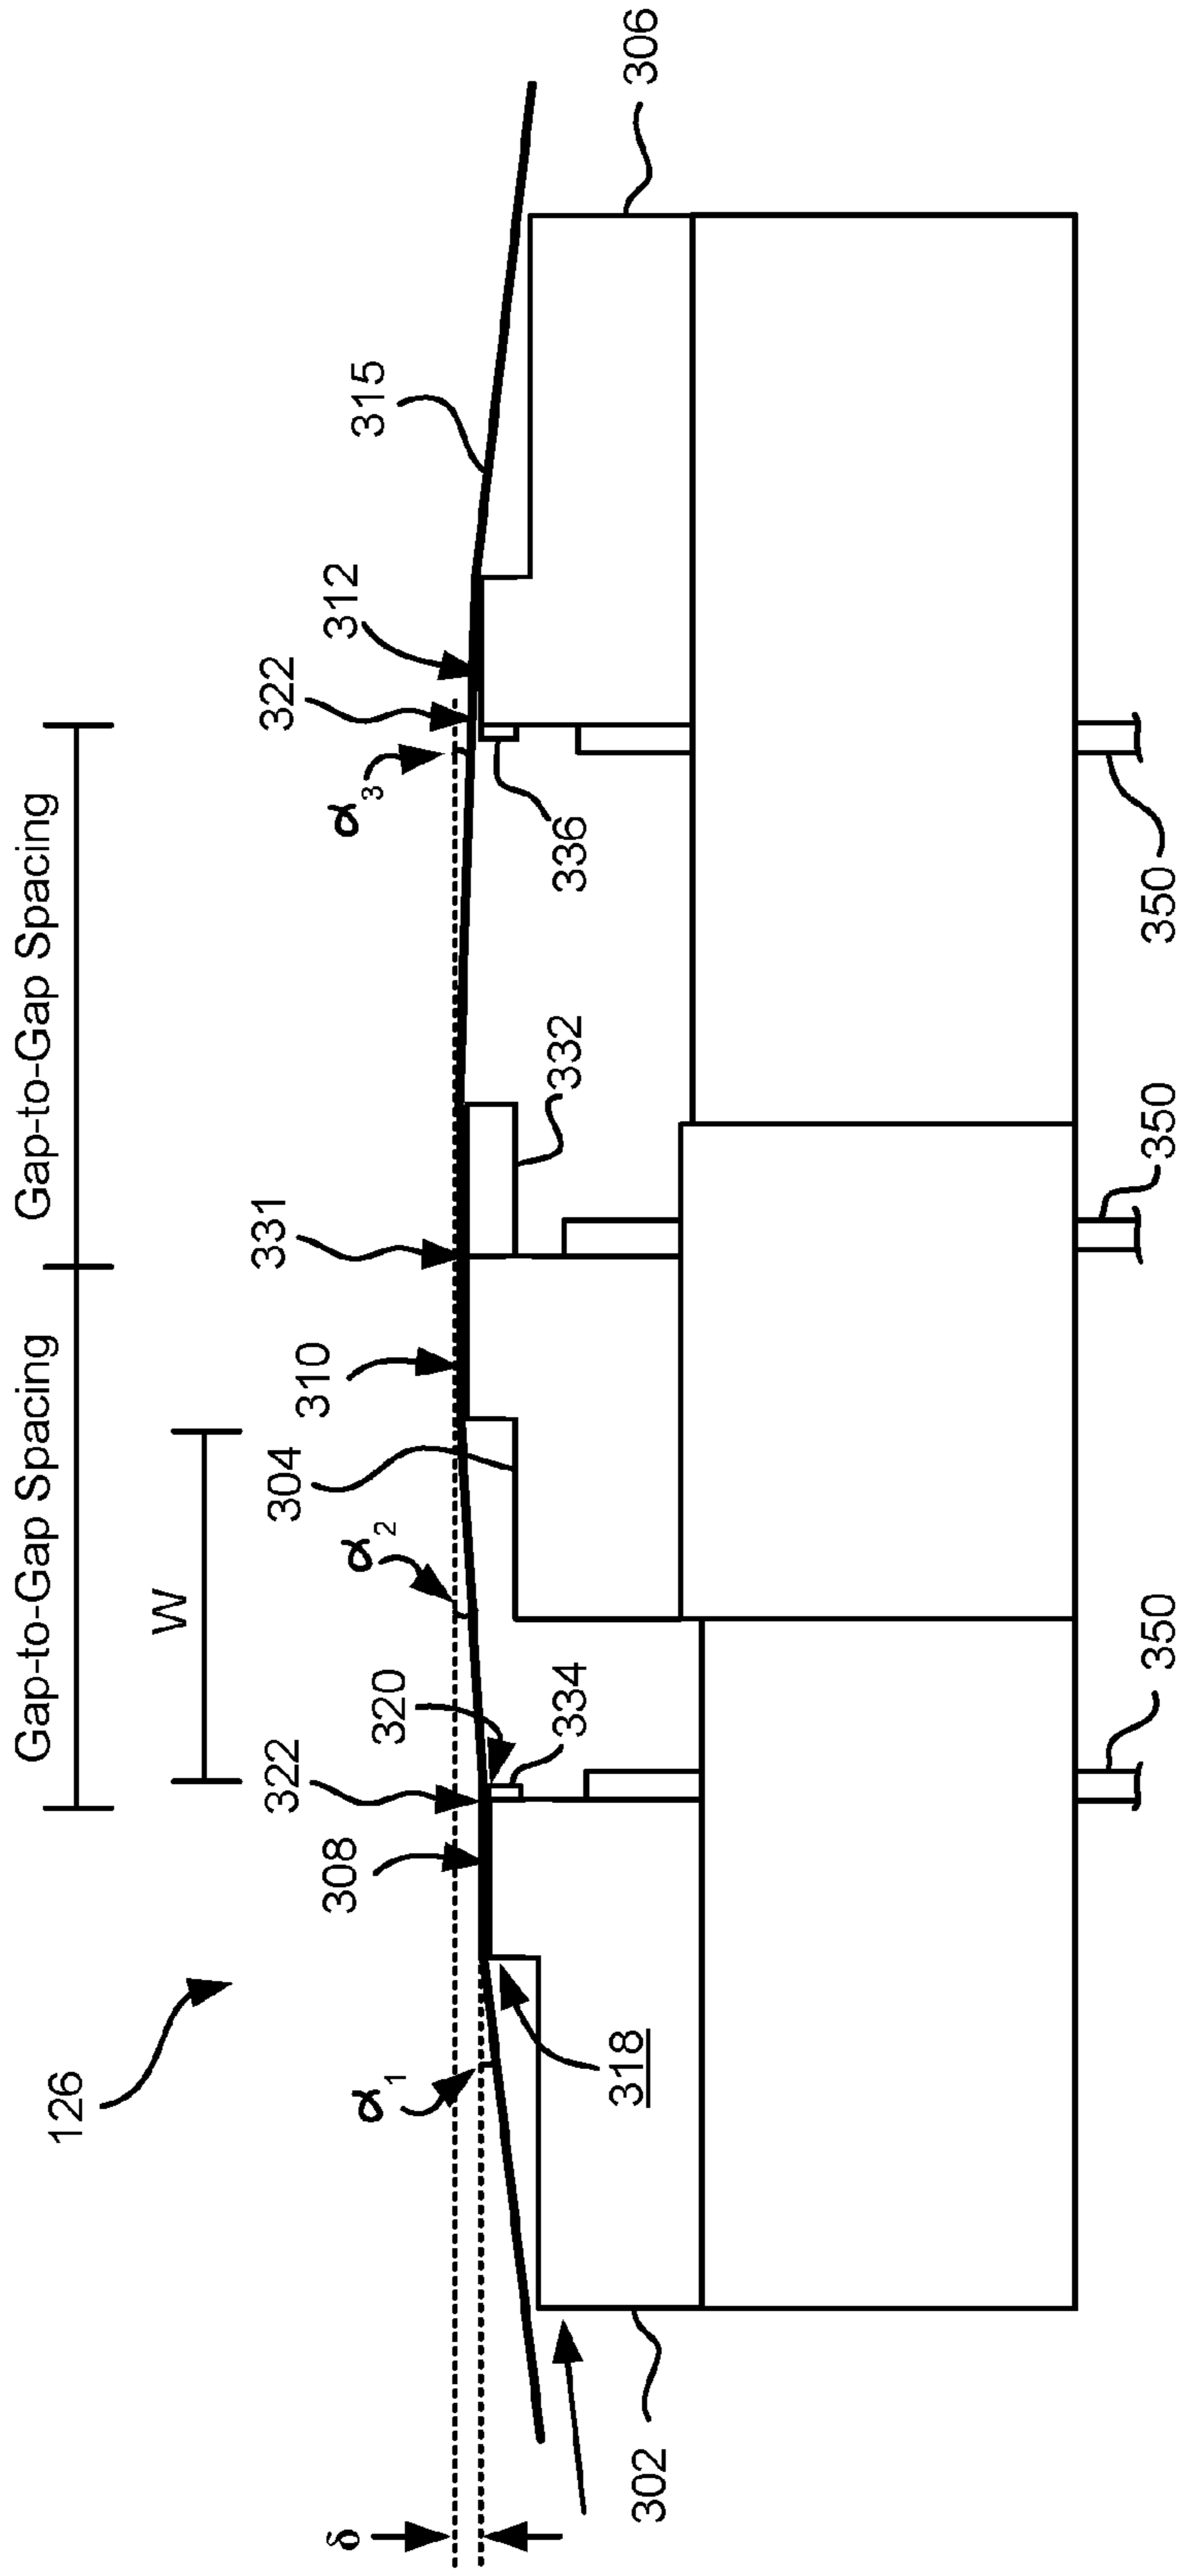 Gap-to-Gap Spacing
Gap-to-Gap Spacing
W
126
δ
α1
308
322
320
334
α2
304
310
331
332
α3
322
312
336
315
306
318
302
350
350
350